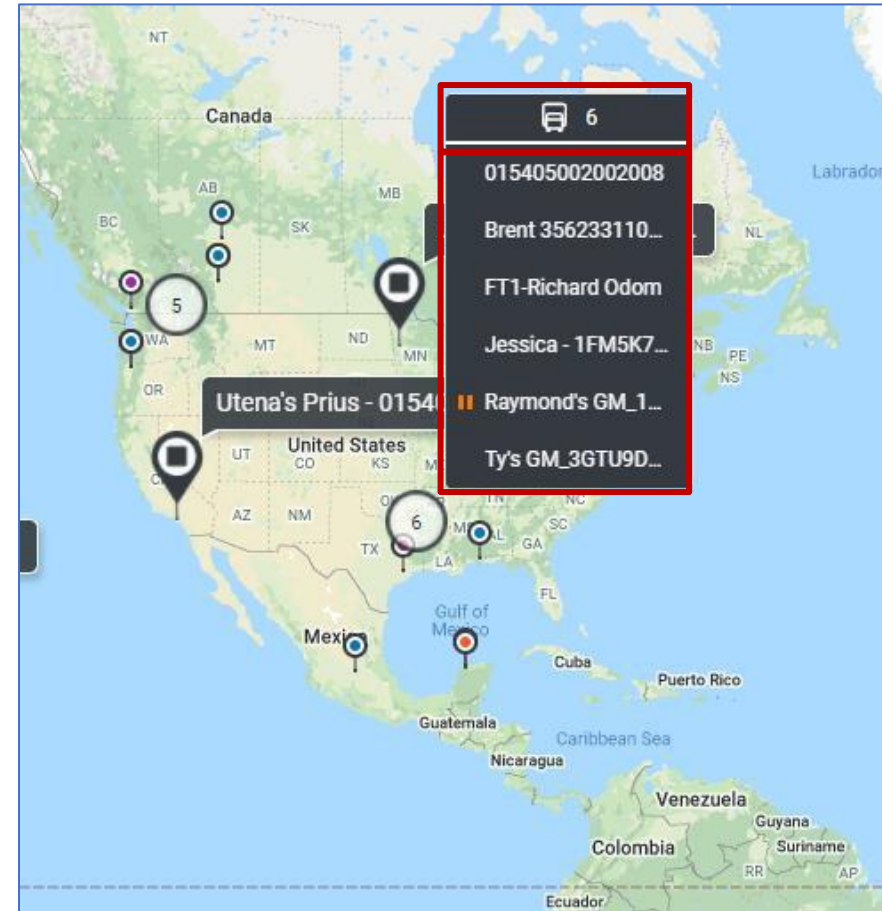 NT
Canada
6
015405002002008
Labrador
AB
MB
BC
SK
Brent 356233110...
NL
FT1-Richard Odom
5
WA
MT
ND
MN
Jessica - 1FM5K7...
NB
PE
NS
OR
Utena's Prius - 0154
Raymond's GM_1...
United States
UT
CO
KS
Ty's GM_3GTU9D...
AZ
NM
TN
NC
6
SC
TX
AL
GA
LA
FL
Gulf of
Mexico
Mexico
Cuba
Puerto Rico
Guatemala
Caribbean Sea
Nicaragua
Venezuela
Guyana
Colombia
Suriname
RR
AP
Ecuador